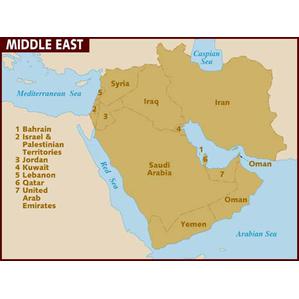 MIDDLE EAST
Caspian
Sea
Mediterranean Sea
Syria
Iraq
Iran
5
2
3
4
1 Bahrain
2 Israel &
Palestinian
Territories
3 Jordan
4 Kuwait
5 Lebanon
6 Qatar
7 United
Arab
Emirates
1
6
7
Oman
Saudi
Arabia
Red Sea
Oman
Yemen
Arabian Sea